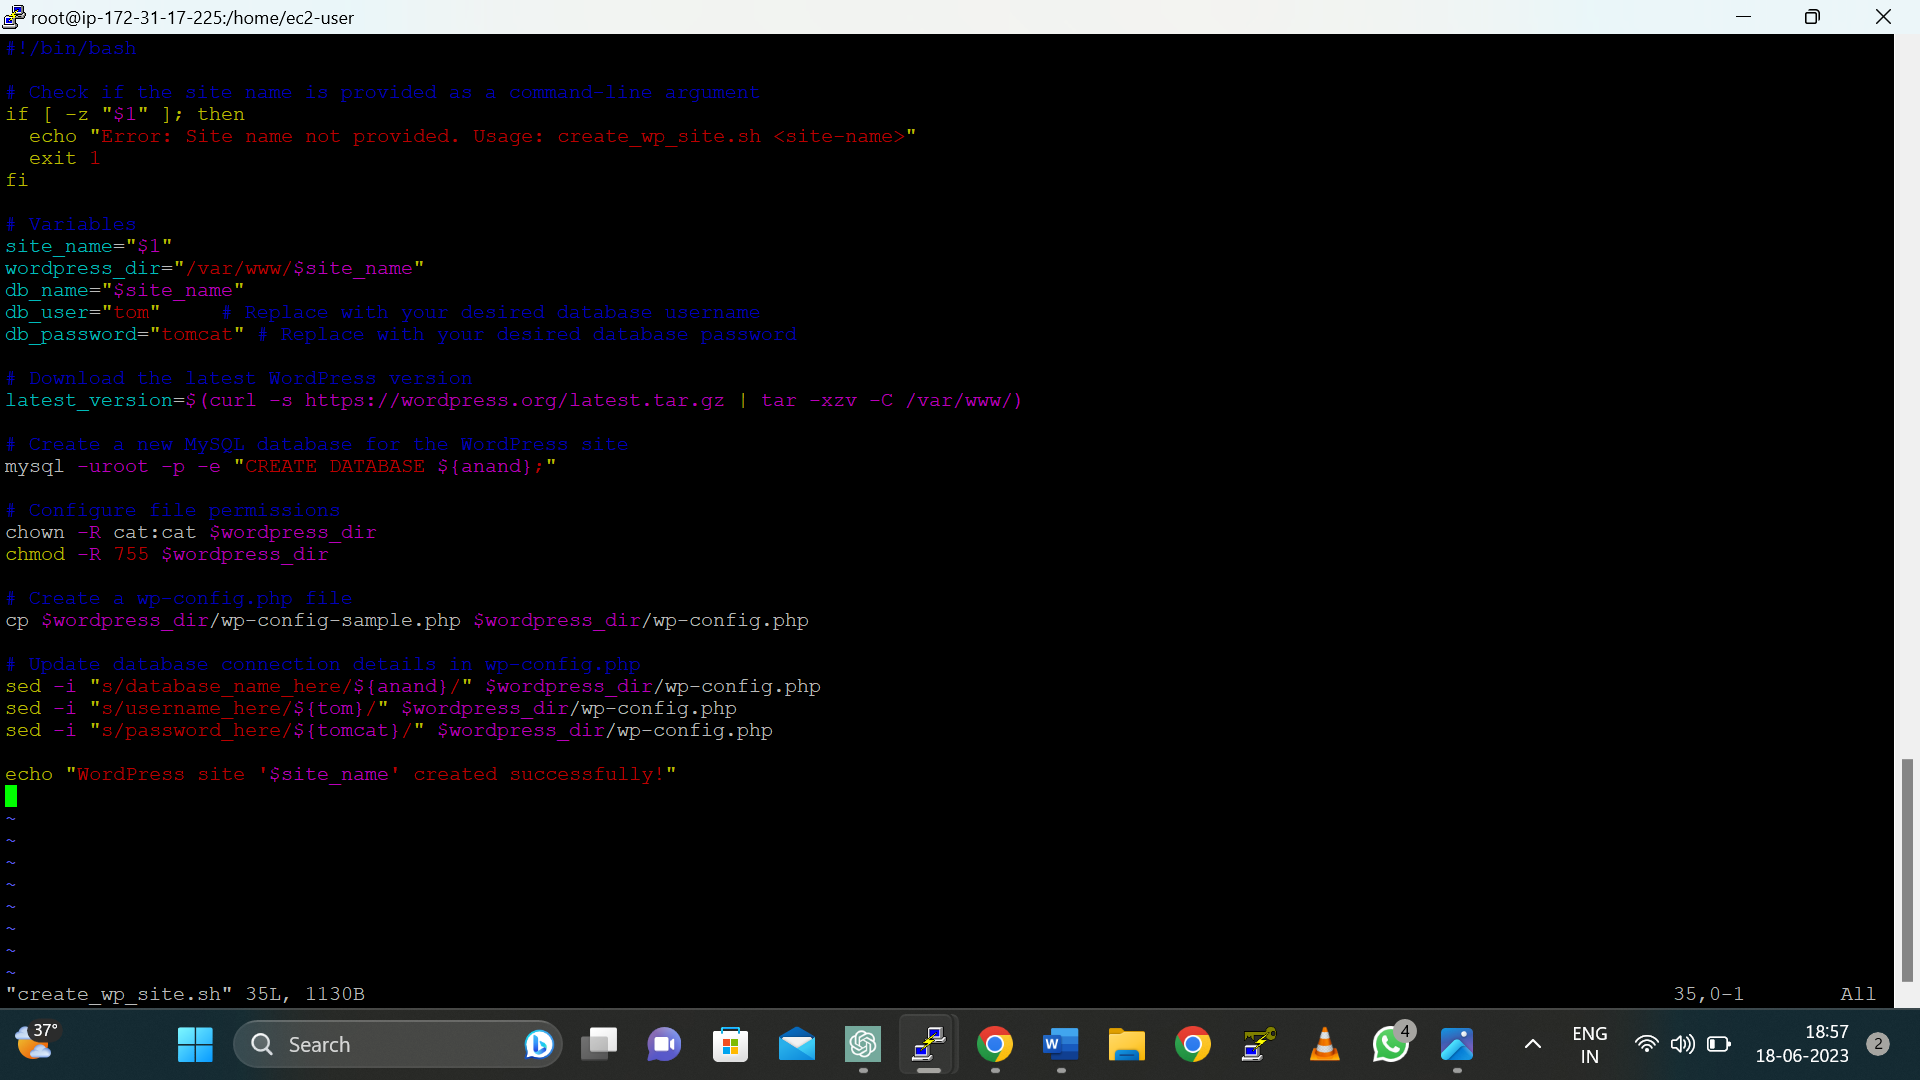 root@ip-172-31-17-225:/home/ec2-user
#!/bin/bash
# Check if the site name is provided as a command-line argument
if [ -z "$1" ]; then
  echo "Error: Site name not provided. Usage: create_wp_site.sh <site-name>"
  exit 1
fi
# Variables
site_name="$1"
wordpress_dir="/var/www/$site_name"
db_name="$site_name"
db_user="tom"     # Replace with your desired database username
db_password="tomcat" # Replace with your desired database password
# Download the latest WordPress version
latest_version=$(curl -s https://wordpress.org/latest.tar.gz | tar -xzv -C /var/www/)
# Create a new MySQL database for the WordPress site
mysql -uroot -p -e "CREATE DATABASE ${anand};"
# Configure file permissions
chown -R cat:cat $wordpress_dir
chmod -R 755 $wordpress_dir
# Create a wp-config.php file
cp $wordpress_dir/wp-config-sample.php $wordpress_dir/wp-config.php
# Update database connection details in wp-config.php
sed -i "s/database_name_here/${anand}/" $wordpress_dir/wp-config.php
sed -i "s/username_here/${tom}/" $wordpress_dir/wp-config.php
sed -i "s/password_here/${tomcat}/" $wordpress_dir/wp-config.php
echo "WordPress site '$site_name' created successfully!"
~
~
~
~
~
~
~
~
"create_wp_site.sh" 35L, 1130B 35,0-1 All
37°
Search
W
4
ENG
IN
18:57
18-06-2023
2